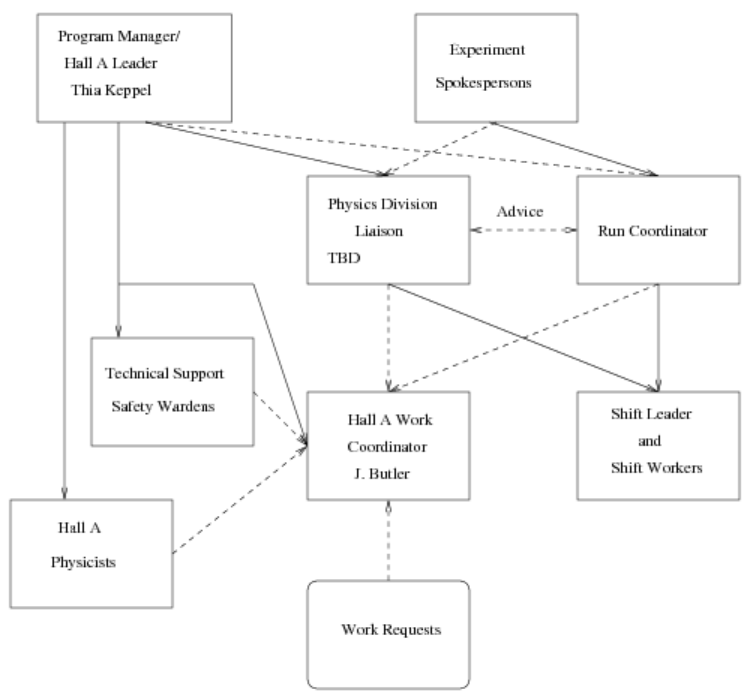 Program Manager/
Hall A Leader
Thia Keppel
Experiment
Spokespersons
Physics Division
Liaison
TBD
Advice
Run Coordinator
Technical Support
Safety Wardens
Hall A Work
Coordinator
J. Butler
Shift Leader
and
Shift Workers
Hall A
Physicists
Work Requests